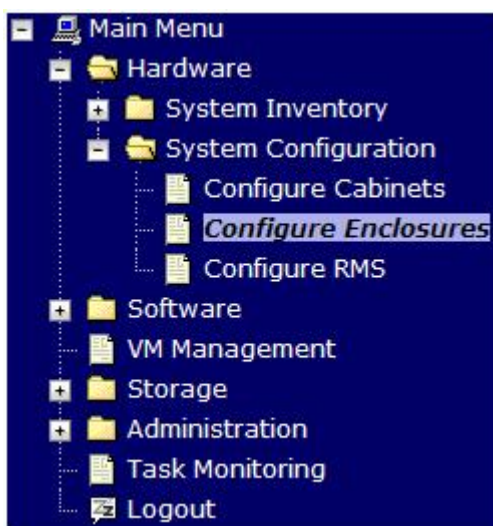 Main Menu
Hardware
System Inventory
System Configuration
Configure Cabinets
Configure Enclosures
Configure RMS
Software
VM Management
Storage
Administration
Task Monitoring
Logout